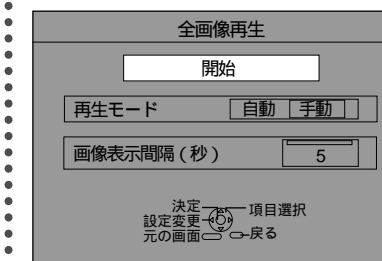 全画像再生
開始
再生モード 自動 手動
画像表示間隔(秒) 5
決定 項目選択
設定変更
元の画面 戻る